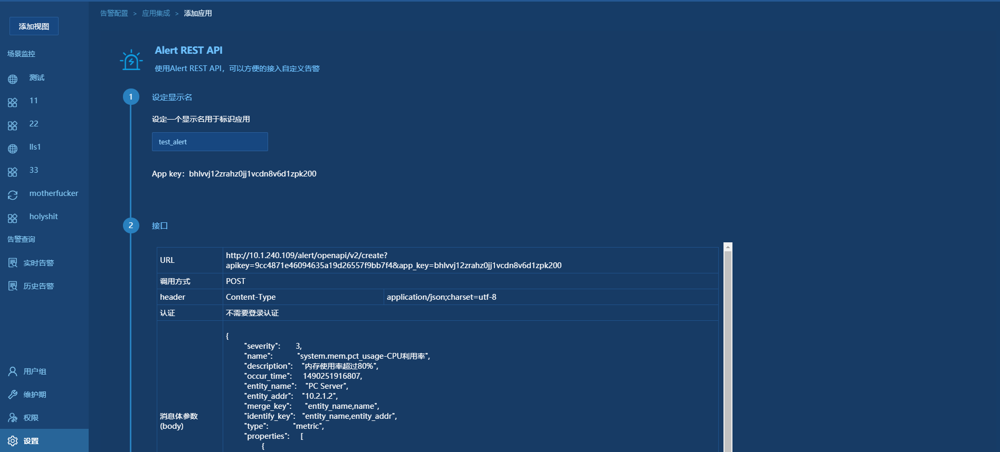 告警配置 > 应用集成 > 添加应用
添加视图
场景监控
测试
11
22
lls1
33
motherfucker
holyshit
告警查询
实时告警
历史告警
用户组
维护期
权限
设置
Alert REST API
使用Alert REST API，可以方便的接入自定义告警
1 设定显示名
设定一个显示名用于标识应用
test_alert
App key：bhlvvj12zrahz0jj1vcdn8v6d1zpk200
2 接口
URL http://10.1.240.109/alert/openapi/v2/create?
apikey=9cc4871e46094635a19d26557f9bb7f4&app_key=bhlvvj12zrahz0jj1vcdn8v6d1zpk200
调用方式 POST
header Content-Type application/json;charset=utf-8
认证 不需要登录认证
消息体参数
(body)
{
"severity": 3,
"name": "system.mem.pct_usage-CPU利用率",
"description": "内存使用率超过80%",
"occur_time": 1490251916807,
"entity_name": "PC Server",
"entity_addr": "10.2.1.2",
"merge_key": "entity_name,name",
"identify_key": "entity_name,entity_addr",
"type": "metric",
"properties": [
{